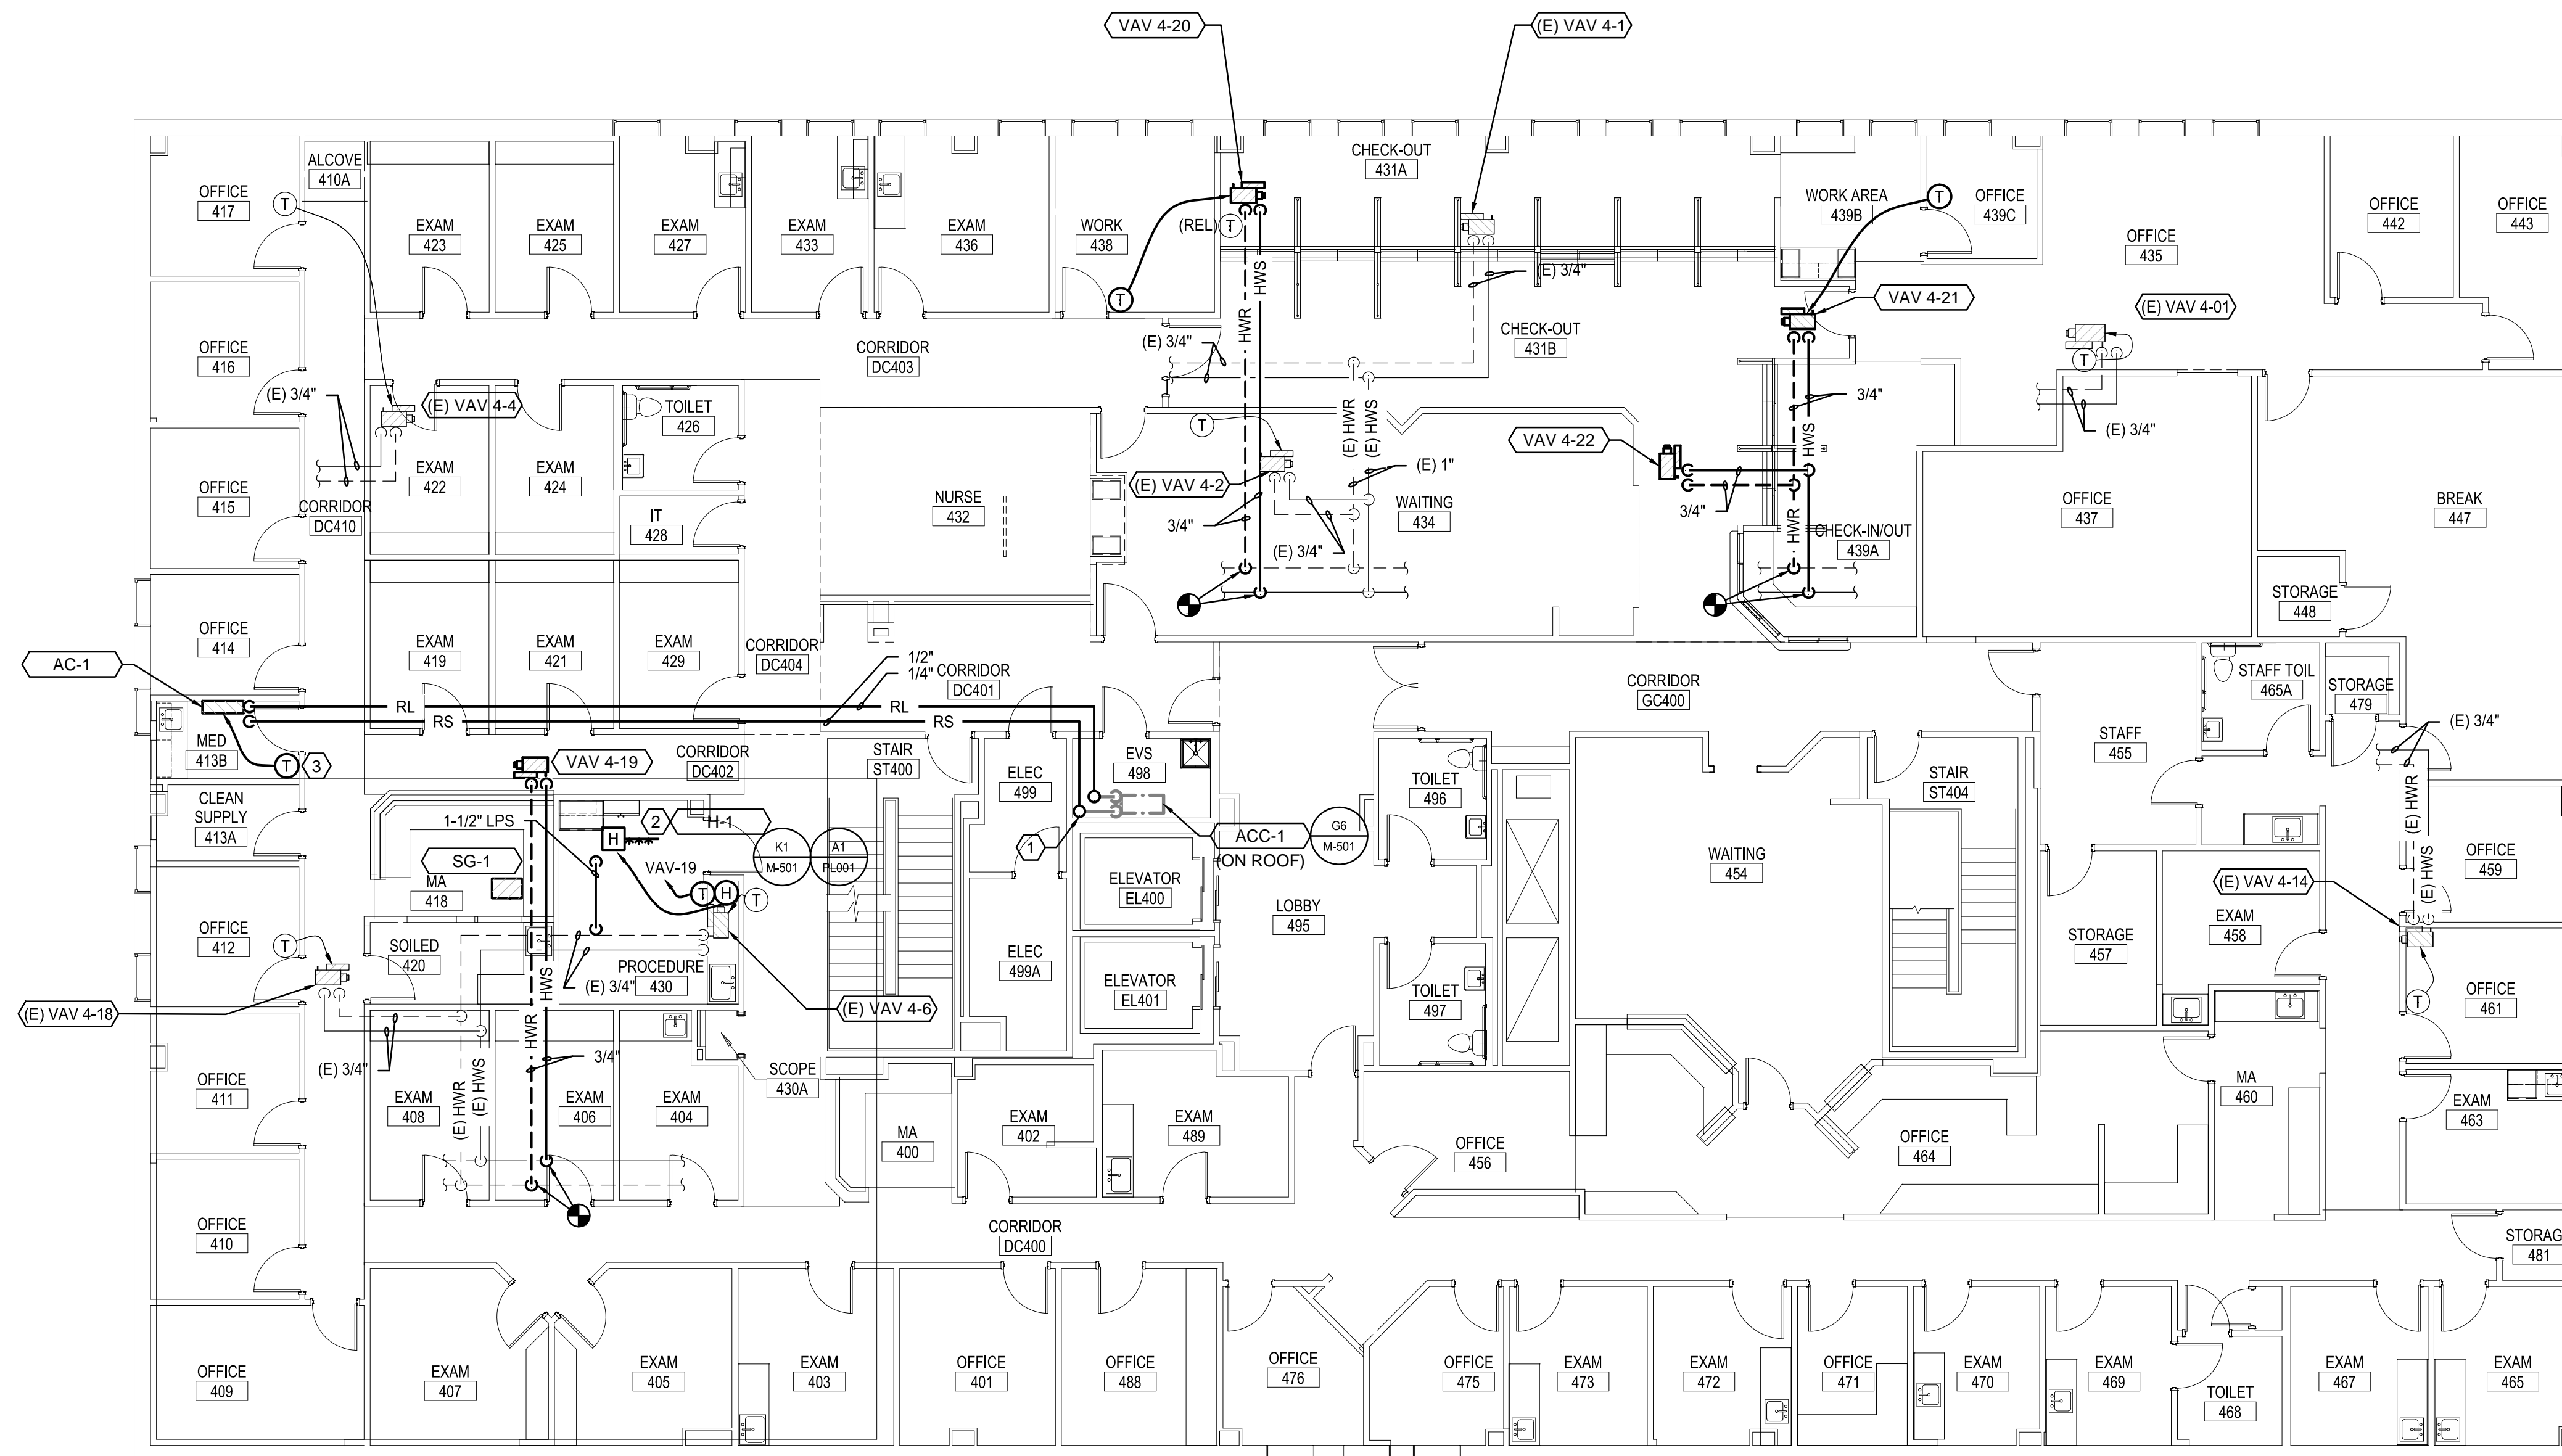 VAV 4-20
(E) VAV 4-1
ALCOVE
410A
OFFICE
417
T
EXAM
423
EXAM
425
EXAM
427
EXAM
433
EXAM
436
WORK
438
(REL) T
T
CHECK-OUT
431A
WORK AREA
439B
T
OFFICE
439C
OFFICE
435
OFFICE
442
OFFICE
443
HWR
HWS
(E) 3/4"
VAV 4-21
(E) VAV 4-01
T
(E) 3/4"
CHECK-OUT
431B
(E) 3/4"
CORRIDOR
DC403
OFFICE
416
(E) 3/4"
(E) VAV 4-4
TOILET
426
T
(E) HWR
(E) HWS
3/4"
HWS
VAV 4-22
3/4"
HWR
(E) 1"
(E) VAV 4-2
3/4"
(E) 3/4"
WAITING
434
OFFICE
415
CORRIDOR
DC410
EXAM
422
EXAM
424
IT
428
NURSE
432
CHECK-IN/OUT
439A
OFFICE
437
BREAK
447
STORAGE
448
OFFICE
414
EXAM
419
EXAM
421
EXAM
429
CORRIDOR
DC404
1/2"
1/4"
CORRIDOR
DC401
CORRIDOR
GC400
STAFF TOIL
465A
STORAGE
479
AC-1
RL
RL
RS
RS
MED
413B
T
3
VAV 4-19
CORRIDOR
DC402
STAIR
ST400
ELEC
499
EVS
498
TOILET
496
STAIR
ST404
STAFF
455
(E) 3/4"
(E) HWR
(E) HWS
CLEAN
SUPPLY
413A
1-1/2" LPS
2
H-1
H
K1
M-501
A1
PL001
1
ACC-1
(ON ROOF)
G6
M-501
SG-1
MA
418
VAV-19
T
H
T
ELEVATOR
EL400
WAITING
454
OFFICE
459
(E) VAV 4-14
EXAM
458
OFFICE
412
T
SOILED
420
HWS
HWR
PROCEDURE
430
(E) 3/4"
ELEC
499A
LOBBY
495
STORAGE
457
(E) VAV 4-18
(E) VAV 4-6
ELEVATOR
EL401
TOILET
497
T
OFFICE
461
(E) 3/4"
3/4"
SCOPE
430A
OFFICE
411
EXAM
408
(E) HWR
(E) HWS
EXAM
406
EXAM
404
MA
400
EXAM
402
EXAM
489
OFFICE
456
OFFICE
464
MA
460
EXAM
463
OFFICE
410
CORRIDOR
DC400
STORAG
481
OFFICE
409
EXAM
407
EXAM
405
EXAM
403
OFFICE
401
OFFICE
488
OFFICE
476
OFFICE
475
EXAM
473
EXAM
472
OFFICE
471
EXAM
470
EXAM
469
TOILET
468
EXAM
467
EXAM
465